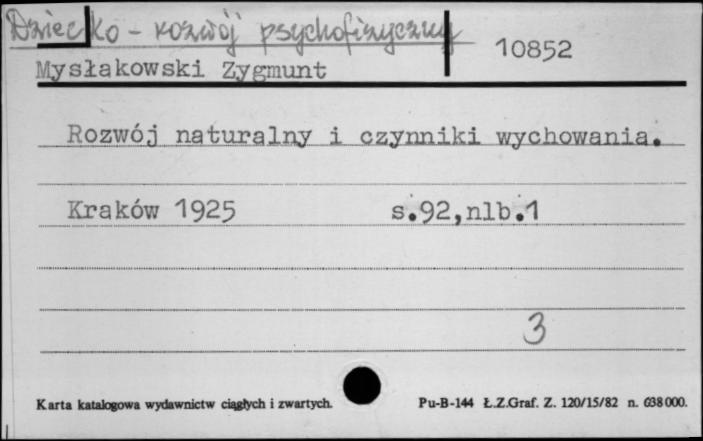 Dziecko - rozwój psychofizyczny
10852
Mysłakowski Zygmunt
Rozwój naturalny i czynniki wychowania.
Kraków 1925 s.92,nlb.1
3
Karta katalogowa wydawnictw ciągłych i zwartych. Pu-B-144 Ł.Z.Graf. Z. 120/15/82 n. 638 000.